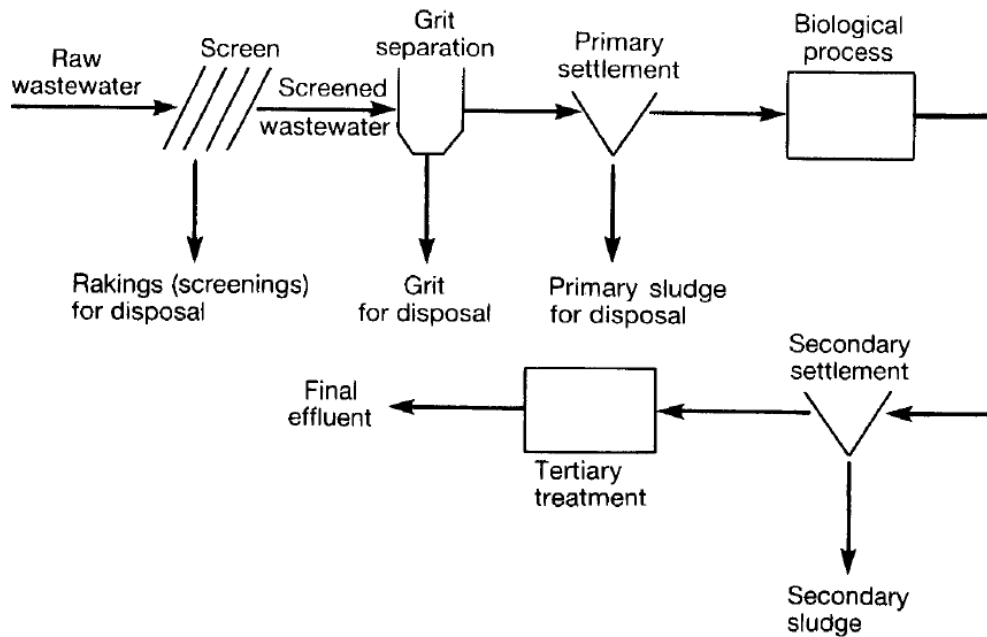 Raw
wastewater
Screen
Screened
wastewater
Grit
separation
Primary
settlement
Biological
process
Rakings (screenings)
for disposal
Grit
for disposal
Primary sludge
for disposal
Secondary
settlement
Final
effluent
Tertiary
treatment
Secondary
sludge